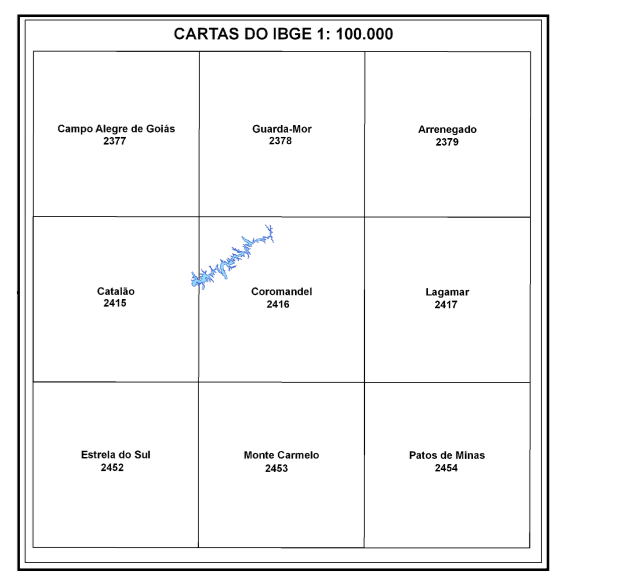 CARTAS DO IBGE 1: 100.000
Campo Alegre de Goiás
2377
Guarda-Mor
2378
Arrenegado
2379
Catalão
2415
Coromandel
2416
Lagamar
2417
Estrela do Sul
2452
Monte Carmelo
2453
Patos de Minas
2454